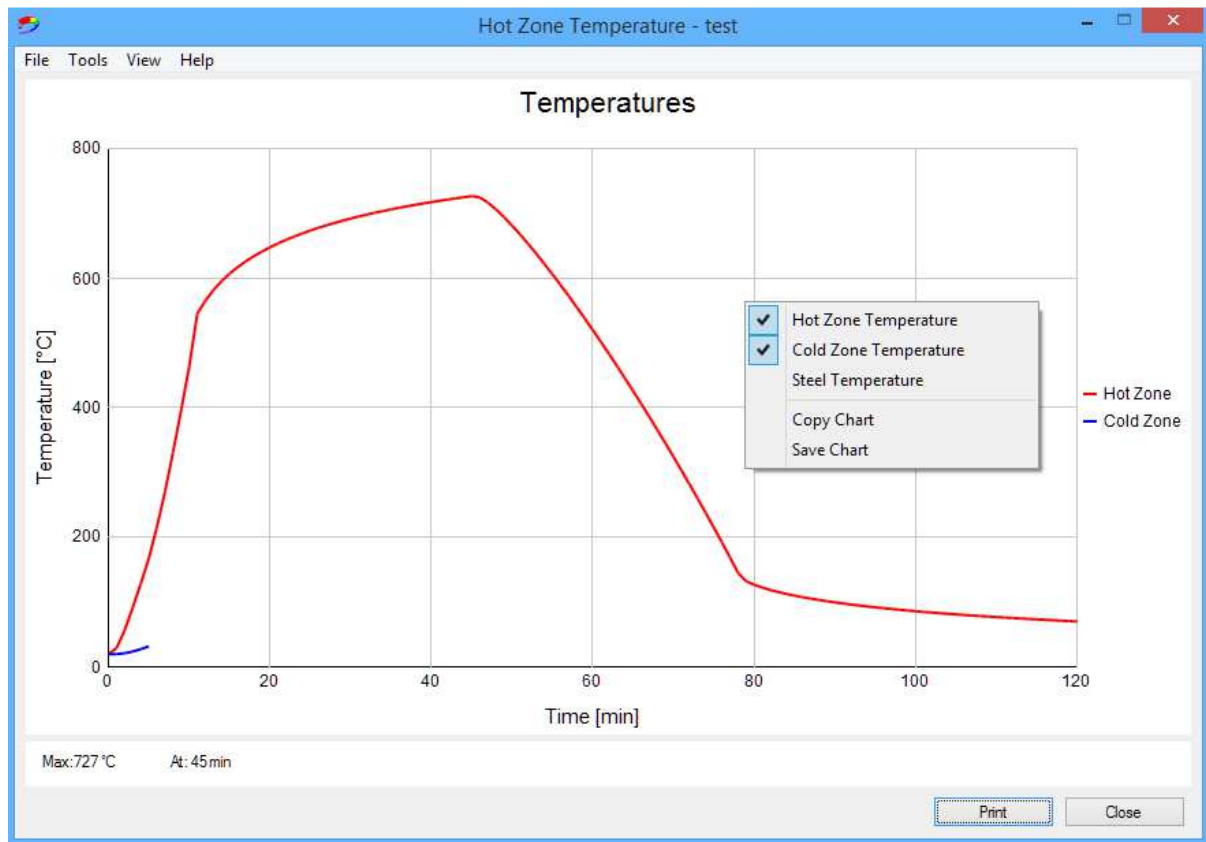 Hot Zone Temperature - test
File Tools View Help
Temperatures
800
600
400
200
0
Temperature [°C]
Hot Zone Temperature
Cold Zone Temperature
Steel Temperature
Copy Chart
Save Chart
Hot Zone
Cold Zone
0 20 40 60 80 100 120
Time [min]
Max:727 °C At: 45 min
Print Close